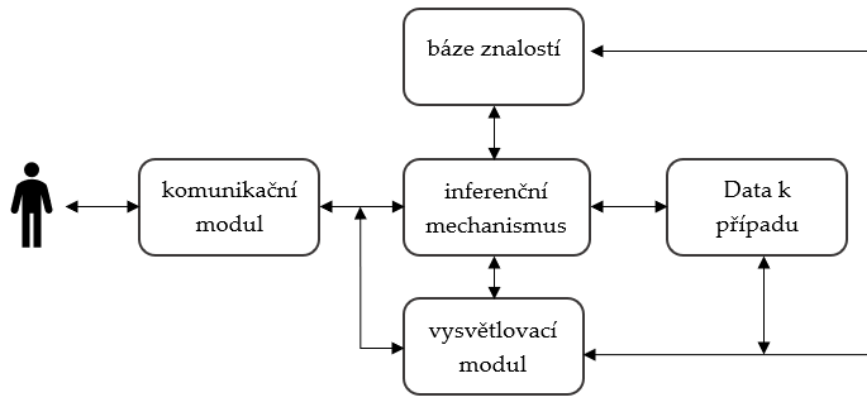 báze znalostí
komunikační
modul
inferenční
mechanismus
Data k
případu
vysvětlovací
modul